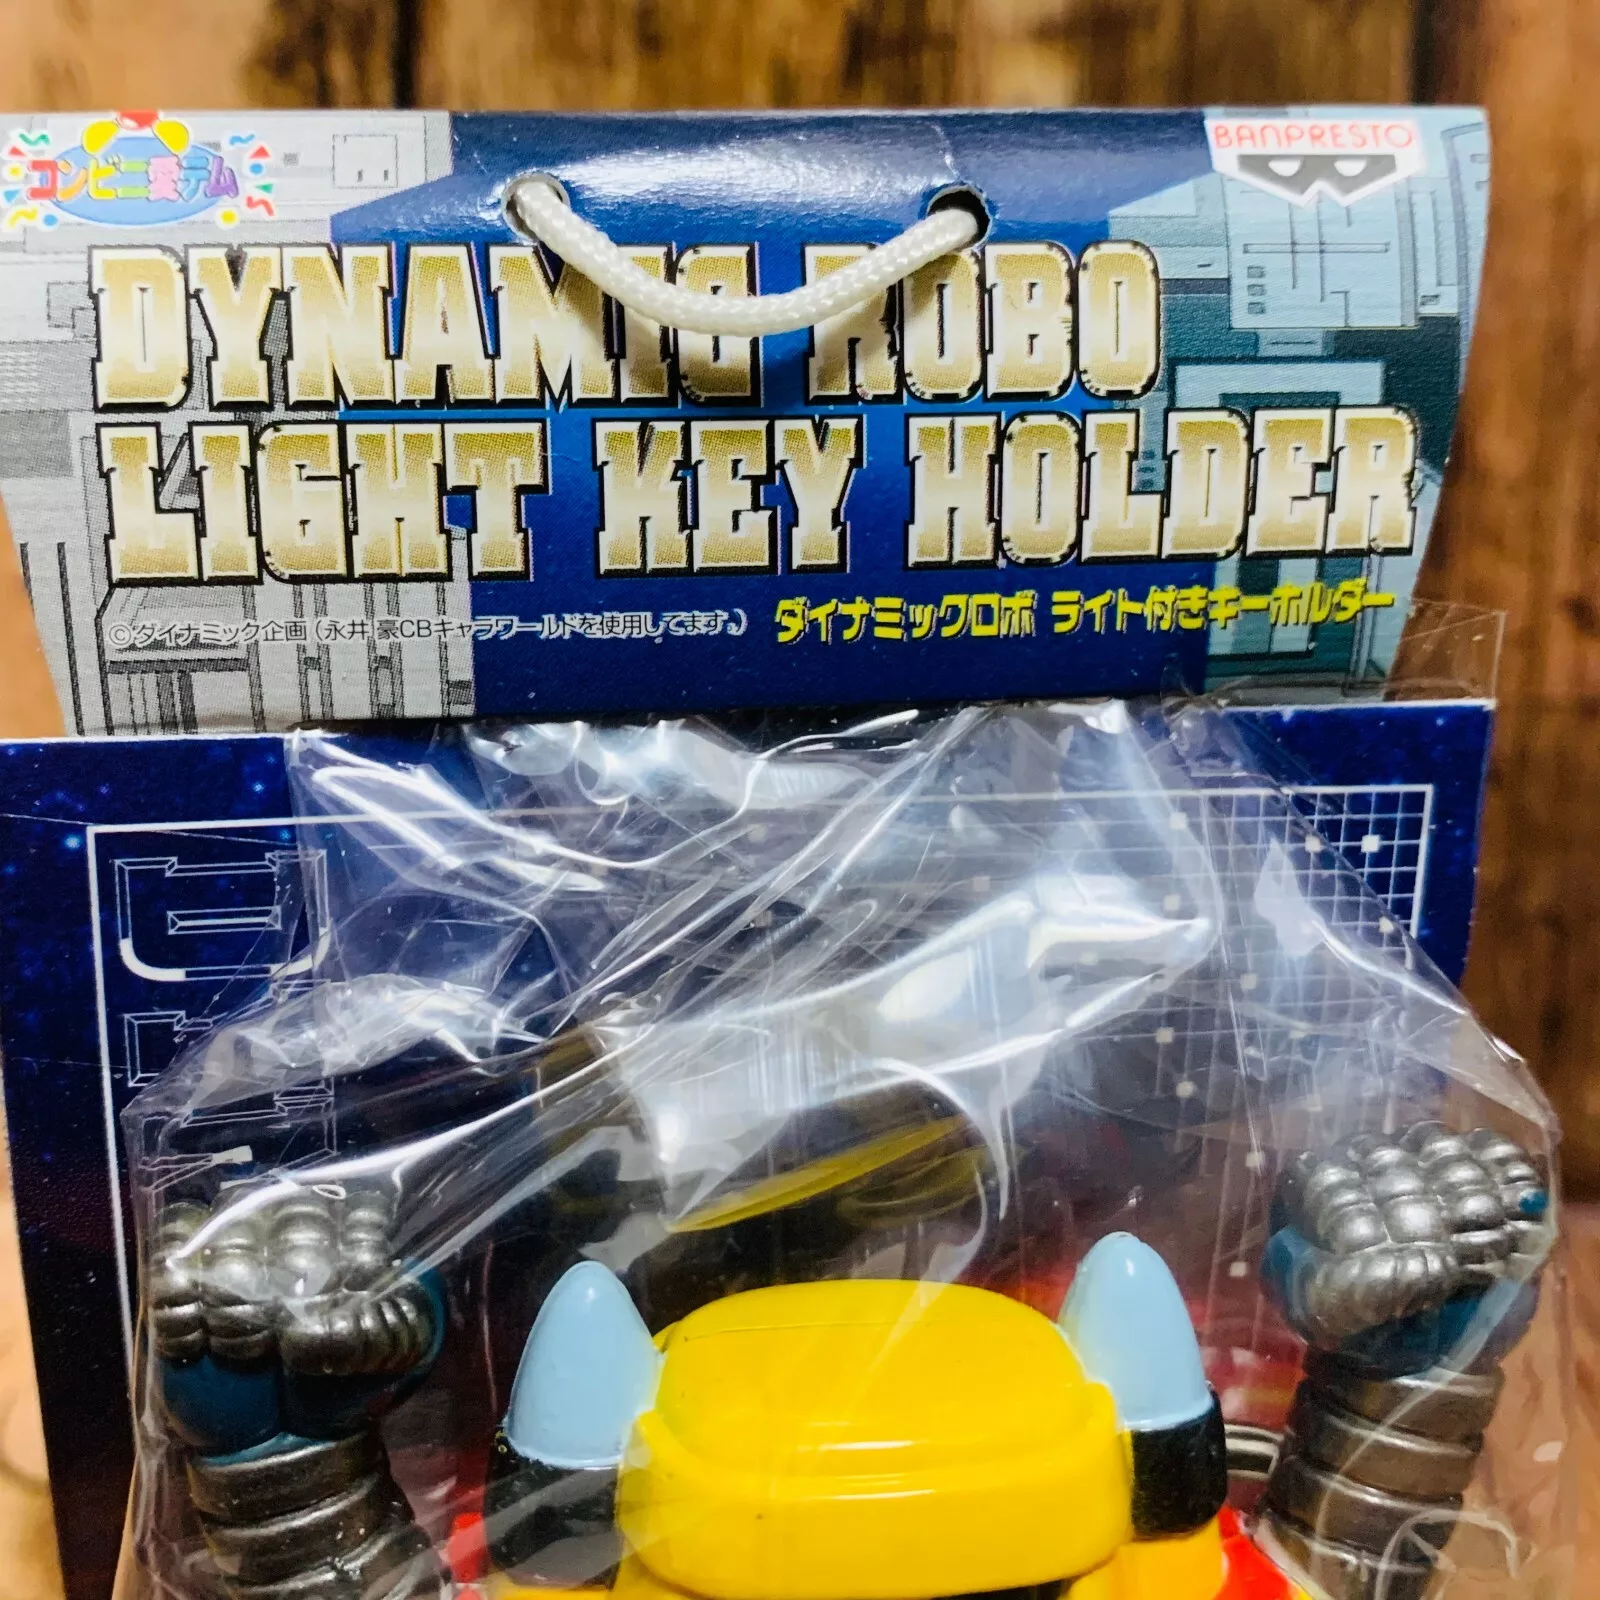 コンビニ愛テム
BANPRESTO
DYNAMIC ROBO
LIGHT KEY HOLDER
©ダイナミック企画(永井 豪CBキャラワールドを使用してます。)
ダイナミックロボ ライト付きキーホルダー